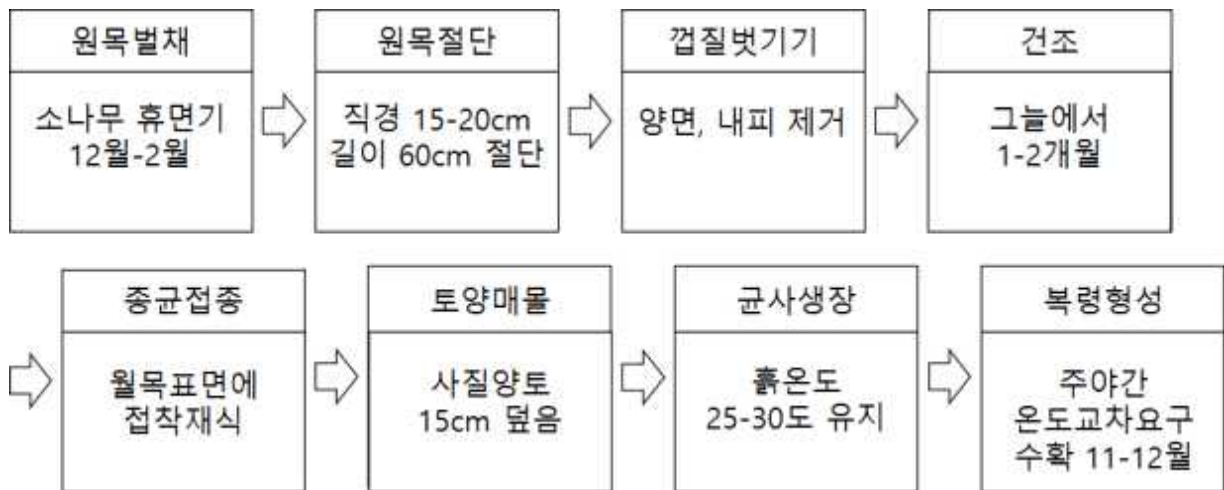 원목벌채
소나무 휴면기
12월-2월
원목절단
직경 15-20cm
길이 60cm 절단
껍질벗기기
양면, 내피 제거
건조
그늘에서
1-2개월
종균접종
월목표면에
접착재식
토양매몰
사질양토
15cm 덮음
균사생장
흙온도
25-30도 유지
복령형성
주야간
온도교차요구
수확 11-12월